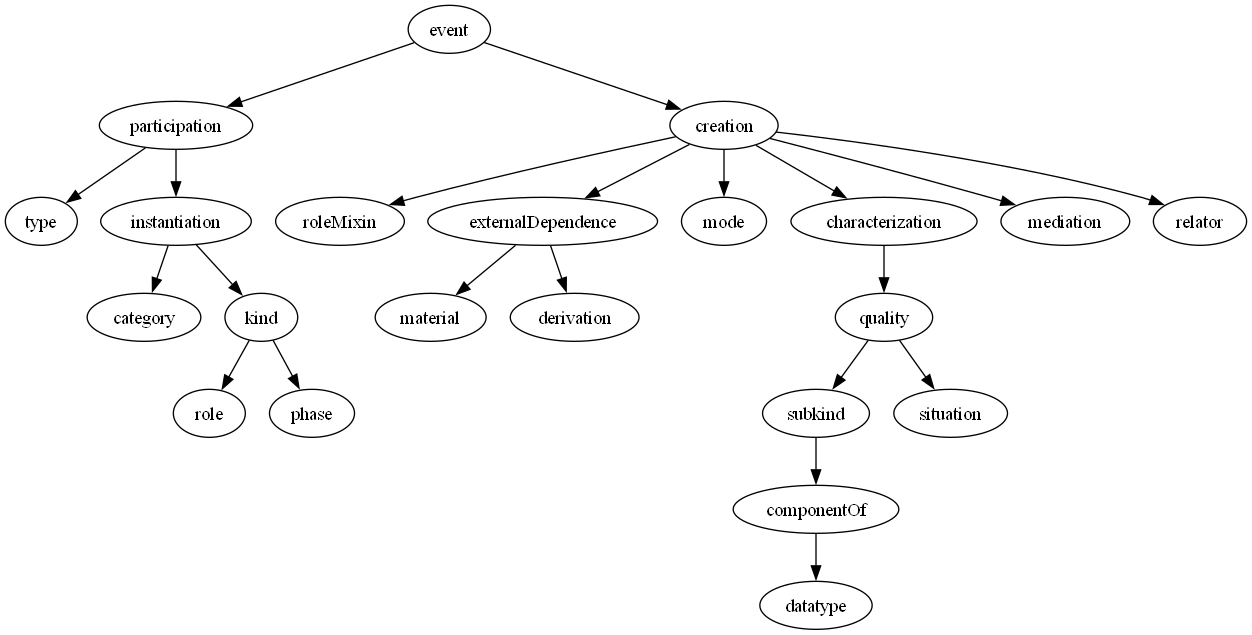 event
participation
creation
type
instantiation
roleMixin
externalDependence
mode
characterization
mediation
relator
category
kind
material
derivation
quality
role
phase
subkind
situation
componentOf
datatype